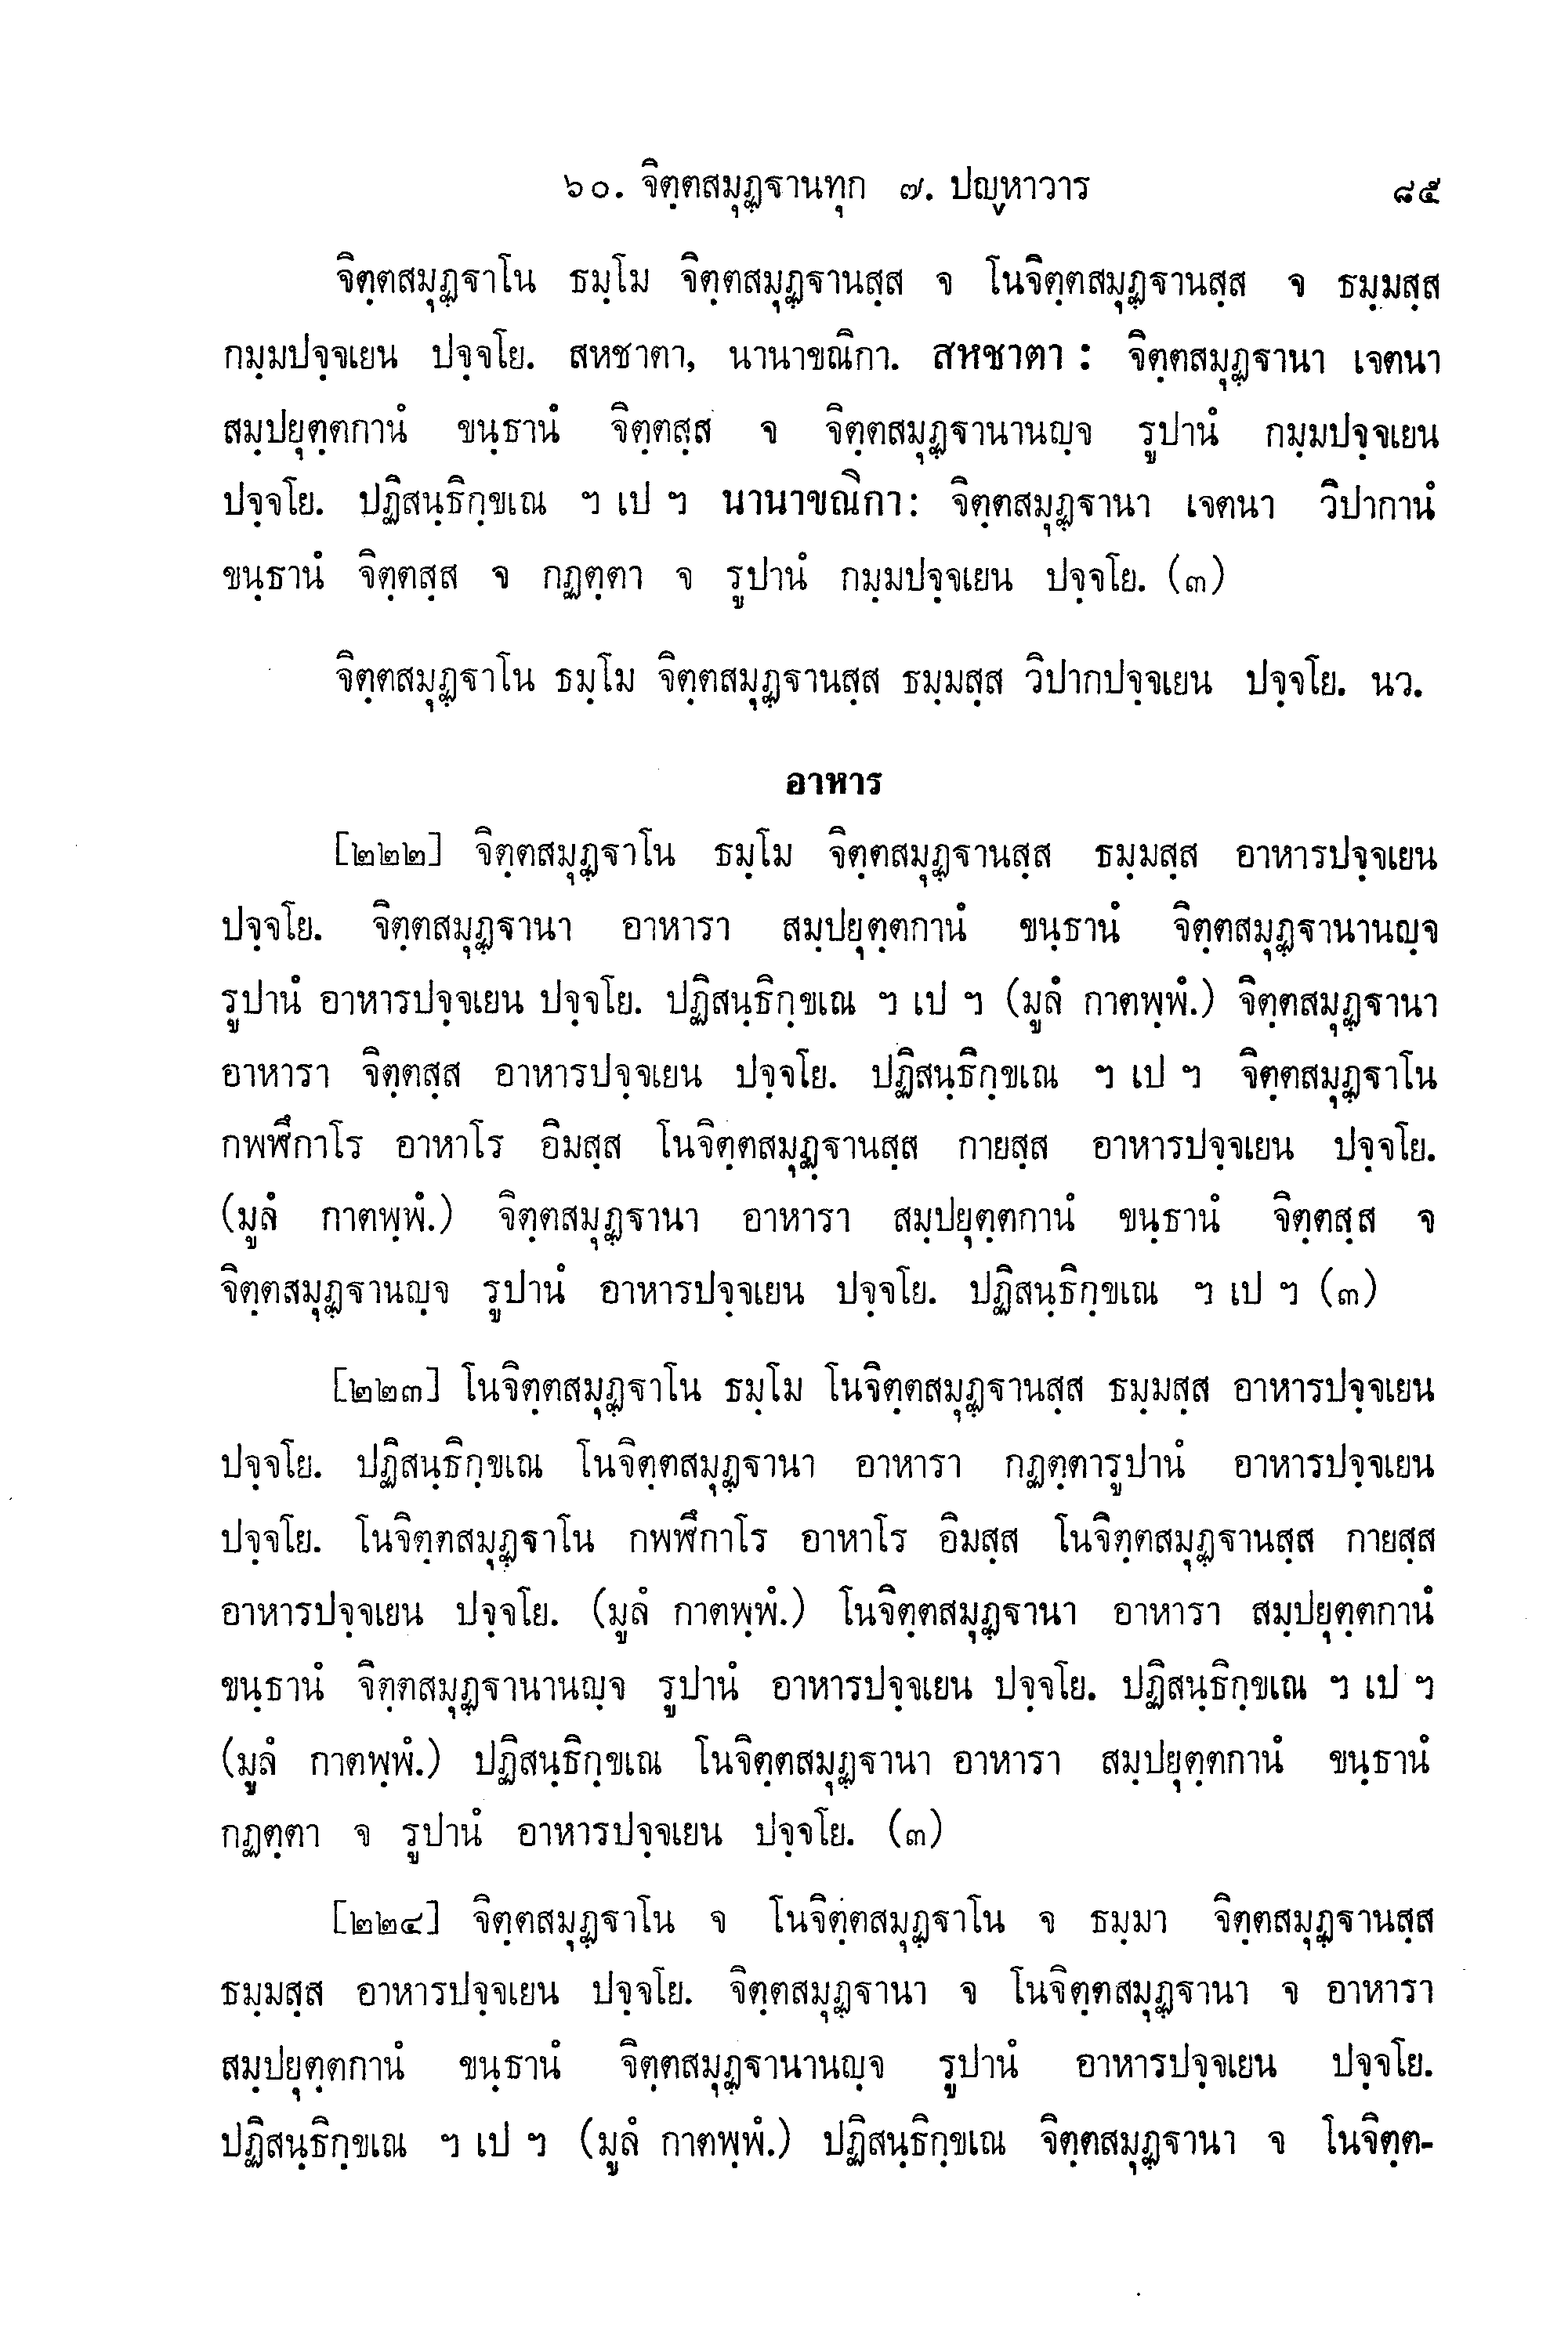 ๖๐. จิตฺตสมุฏฺฐานทุก ๗. ปญฺหาวาร ๘๕
จิตฺตสมุฏฺฐาโน ธมฺโม จิตฺตสมุฏฺฐานสฺส จ โนจิตฺตสมุฏฺฐานสฺส จ ธมฺมสฺส
กมฺมปจฺจเยน ปจฺจโย. สหชาตา, นานาขณิกา. สหชาตา : จิตฺตสมุฏฺฐานา เจตนา
สมฺปยุตฺตกานํ ขนฺธานํ จิตฺตสฺส จ จิตฺตสมุฏฺฐานานญฺจ รูปานํ กมฺมปจฺจเยน
ปจฺจโย. ปฏิสนฺธิกฺขเณ ฯ เป ฯ นานาขณิกา : จิตฺตสมุฏฺฐานา เจตนา วิปากานํ
ขนฺธานํ จิตฺตสฺส จ กฏตฺตา จ รูปานํ กมฺมปจฺจเยน ปจฺจโย. (๓)
จิตฺตสมุฏฺฐาโน ธมฺโม จิตฺตสมุฏฺฐานสฺส ธมฺมสฺส วิปากปจฺจเยน ปจฺจโย. นว.
อาหาร
[๒๒๒] จิตฺตสมุฏฺฐาโน ธมฺโม จิตฺตสมุฏฺฐานสฺส ธมฺมสฺส อาหารปจฺจเยน
ปจฺจโย. จิตฺตสมุฏฺฐานา อาหารา สมฺปยุตฺตกานํ ขนฺธานํ จิตฺตสมุฏฺฐานานญฺจ
รูปานํ อาหารปจฺจเยน ปจฺจโย. ปฏิสนฺธิกฺขเณ ฯ เป ฯ (มูลํ กาตพฺพํ.) จิตฺตสมุฏฺฐานา
อาหารา จิตฺตสฺส อาหารปจฺจเยน ปจฺจโย. ปฏิสนฺธิกฺขเณ ฯ เป ฯ จิตฺตสมุฏฺฐาโน
กพฬีกาโร อาหาโร อิมสฺส โนจิตฺตสมุฏฺฐานสฺส กายสฺส อาหารปจฺจเยน ปจฺจโย.
(มูลํ กาตพฺพํ.) จิตฺตสมุฏฺฐานา อาหารา สมฺปยุตฺตกานํ ขนฺธานํ จิตฺตสฺส จ
จิตฺตสมุฏฺฐานญฺจ รูปานํ อาหารปจฺจเยน ปจฺจโย. ปฏิสนฺธิกฺขเณ ฯ เป ฯ (๓)
[๒๒๓] โนจิตฺตสมุฏฺฐาโน ธมฺโม โนจิตฺตสมุฏฺฐานสฺส ธมฺมสฺส อาหารปจฺจเยน
ปจฺจโย. ปฏิสนฺธิกฺขเณ โนจิตฺตสมุฏฺฐานา อาหารา กฏตฺตารูปานํ อาหารปจฺจเยน
ปจฺจโย. โนจิตฺตสมุฏฺฐาโน กพฬีกาโร อาหาโร อิมสฺส โนจิตฺตสมุฏฺฐานสฺส กายสฺส
อาหารปจฺจเยน ปจฺจโย. (มูลํ กาตพฺพํ.) โนจิตฺตสมุฏฺฐานา อาหารา สมฺปยุตฺตกานํ
ขนฺธานํ จิตฺตสมุฏฺฐานานญฺจ รูปานํ อาหารปจฺจเยน ปจฺจโย. ปฏิสนฺธิกฺขเณ ฯ เป ฯ
(มูลํ กาตพฺพํ.) ปฏิสนฺธิกฺขเณ โนจิตฺตสมุฏฺฐานา อาหารา สมฺปยุตฺตกานํ ขนฺธานํ
กฏตฺตา จ รูปานํ อาหารปจฺจเยน ปจฺจโย. (๓)
[๒๒๔] จิตฺตสมุฏฺฐาโน จ โนจิตฺตสมุฏฺฐาโน จ ธมฺมา จิตฺตสมุฏฺฐานสฺส
ธมฺมสฺส อาหารปจฺจเยน ปจฺจโย. จิตฺตสมุฏฺฐานา จ โนจิตฺตสมุฏฺฐานา จ อาหารา
สมฺปยุตฺตกานํ ขนฺธานํ จิตฺตสมุฏฺฐานานญฺจ รูปานํ อาหารปจฺจเยน ปจฺจโย.
ปฏิสนฺธิกฺขเณ ฯ เป ฯ (มูลํ กาตพฺพํ.) ปฏิสนฺธิกฺขเณ จิตฺตสมุฏฺฐานา จ โนจิตฺต-